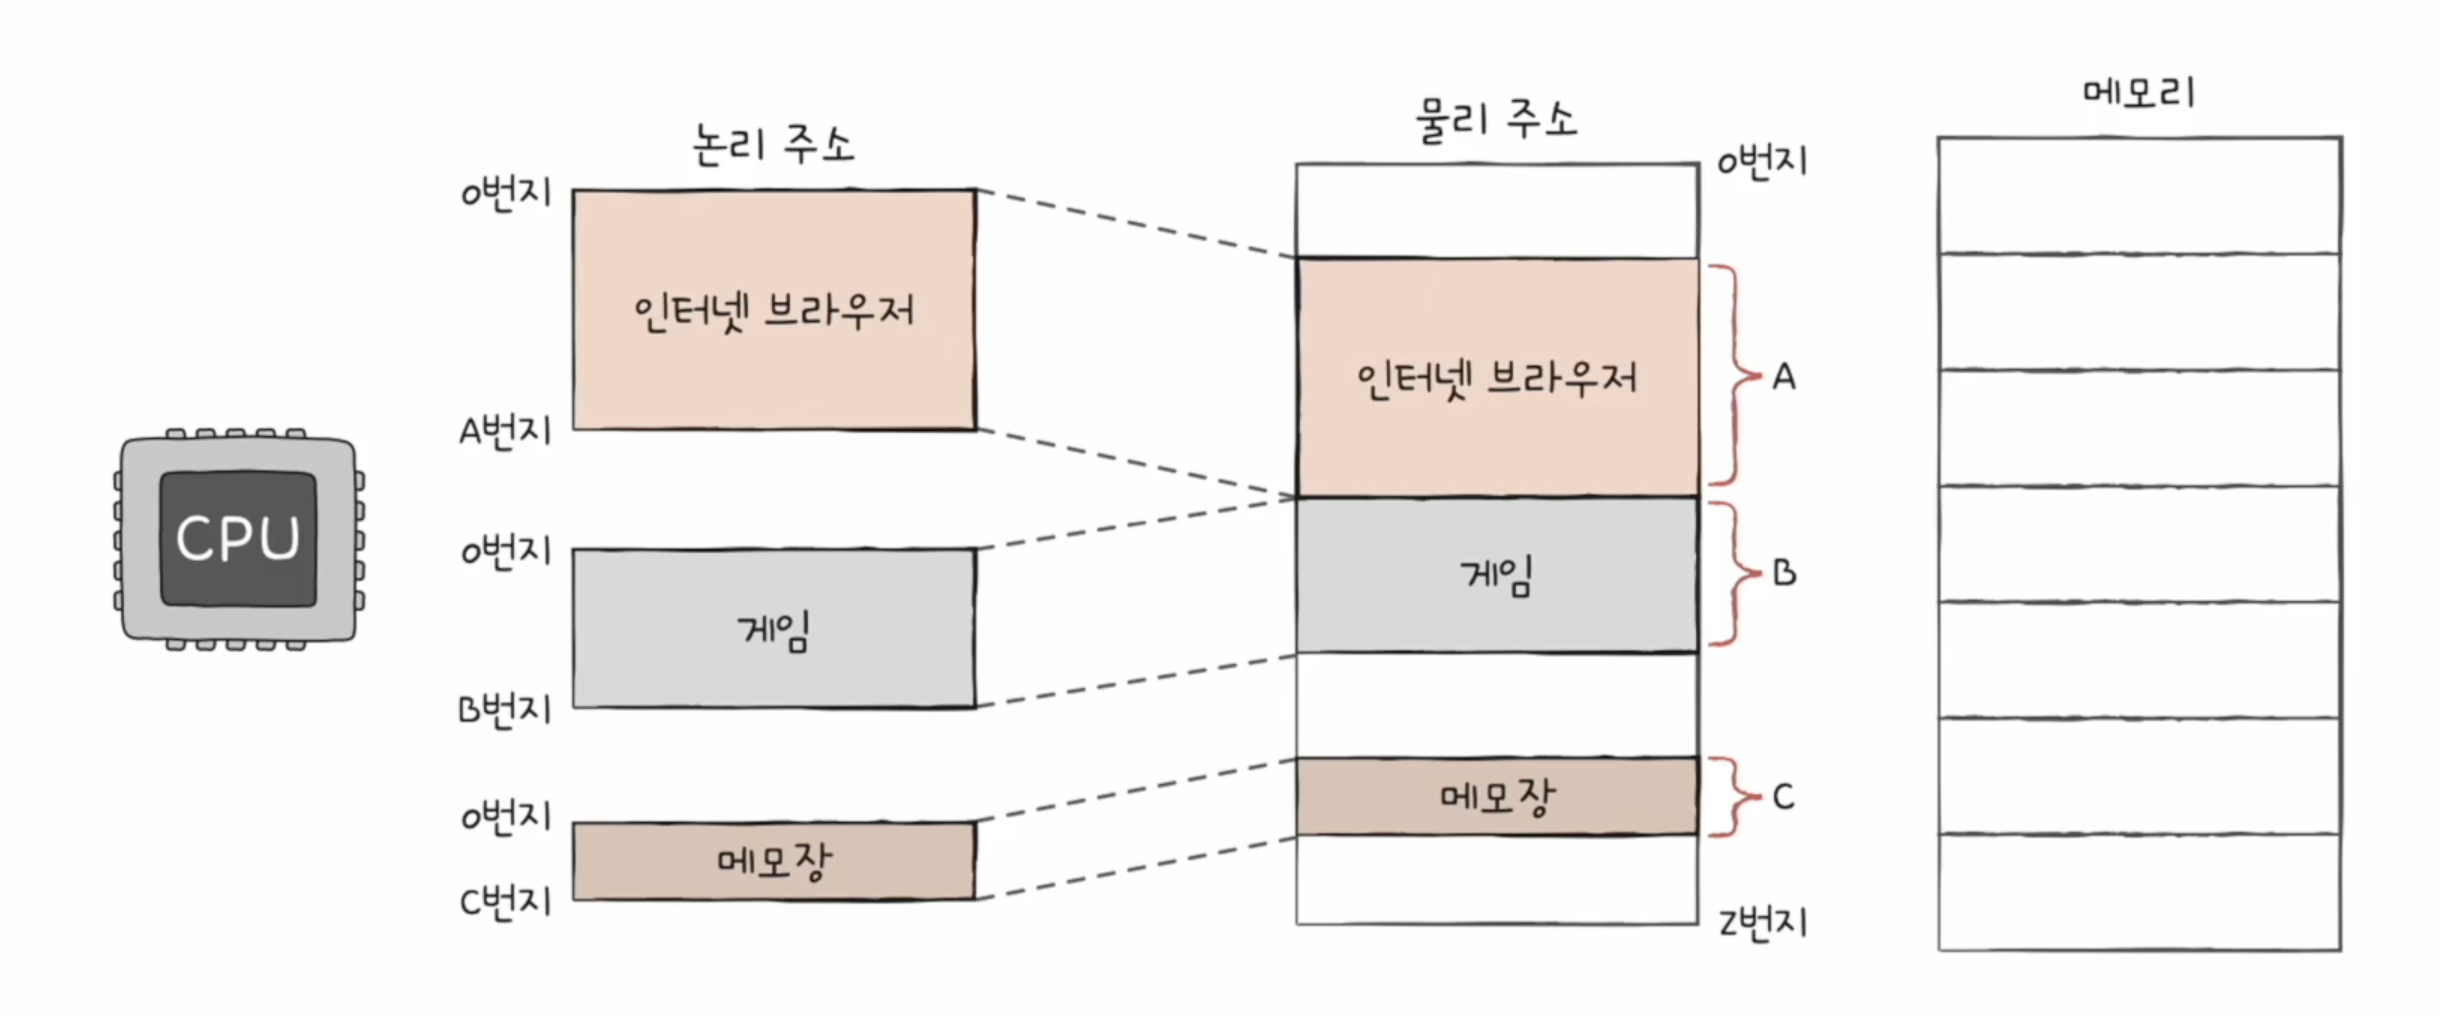 논리 주소
물리 주소
메모리
0번지
인터넷 브라우저
A번지
0번지
게임
B번지
0번지
메모장
C번지
CPU
0번지
인터넷 브라우저
A
게임
B
메모장
C
Z번지